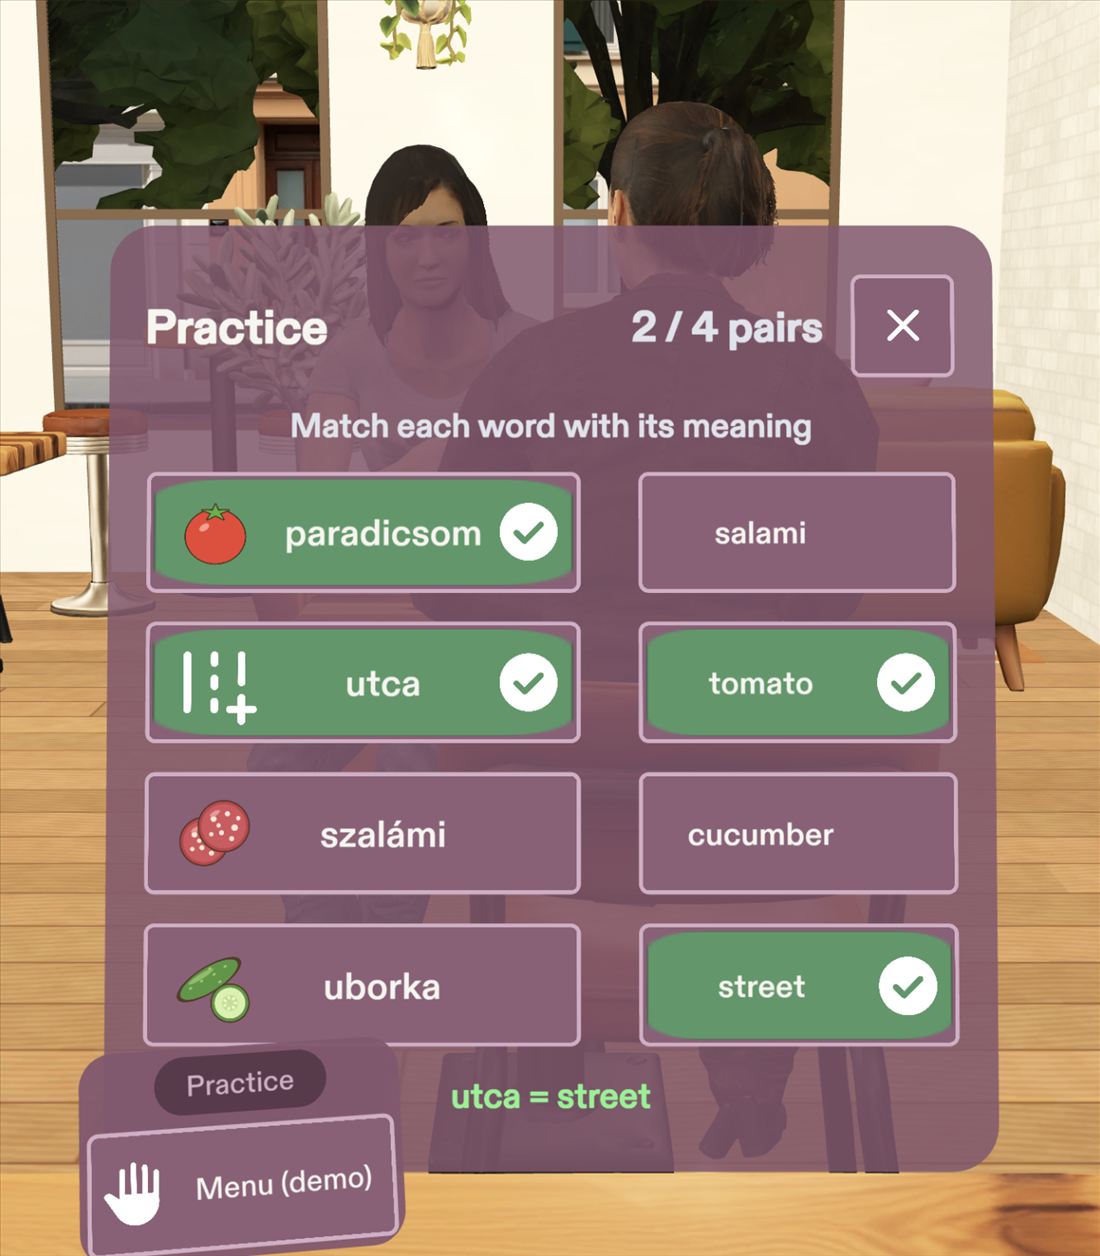 Practice
2 / 4 pairs
Match each word with its meaning
paradicsom
salami
utca
tomato
szalámi
cucumber
uborka
street
utca = street
Practice
Menu (demo)